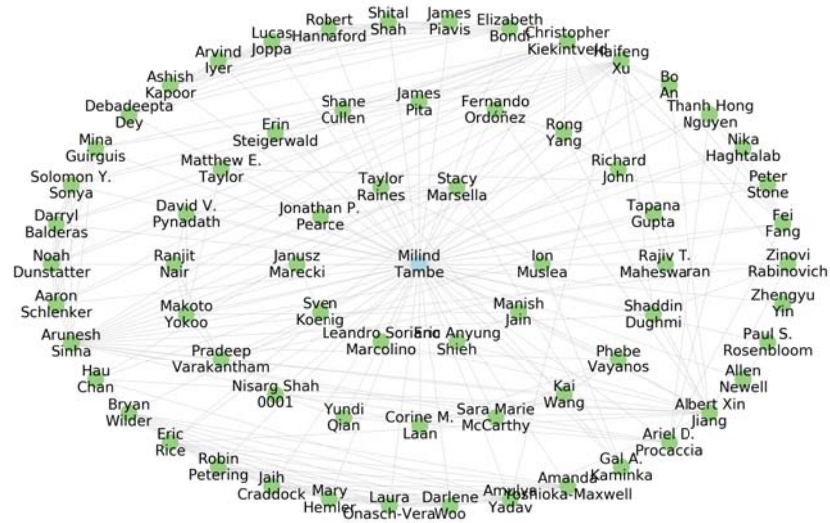 Shital
Shah
James
Piavis
Robert
Hannaford
Elizabeth
Bondi
Christopher
Kiekintveld
Lucas
Joppa
Haifeng
Xu
Arvind
Iyer
Bo
An
Ashish
Kapoor
Thanh Hong
Nguyen
Debadeepta
Dey
Shane
Cullen
James
Pita
Fernando
Ordóñez
Erin
Steigerwald
Rong
Yang
Mina
Guirguis
Nika
Haghtalab
Matthew E.
Taylor
Richard
John
Solomon Y.
Sonya
Taylor
Raines
Stacy
Marsella
Peter
Stone
Darryl
Balderas
David V.
Pynadath
Jonathan P.
Pearce
Tapana
Gupta
Fei
Fang
Noah
Dunstatter
Ranjit
Nair
Janusz
Marecki
Milind
Tambe
Ion
Muslea
Rajiv T.
Maheswaran
Zinovi
Rabinovich
Aaron
Schlenker
Makoto
Yokoo
Sven
Koenig
Manish
Jain
Shaddin
Dughmi
Zhengyu
Yin
Arunesh
Sinha
Leandro Soriano
Marcolino
Eric Anyung
Shieh
Paul S.
Rosenbloom
Pradeep
Varakantham
Phebe
Vayanos
Hau
Chan
Allen
Newell
Nisarg Shah
0001
Kai
Wang
Bryan
Wilder
Yundi
Qian
Corine M.
Laan
Sara Marie
McCarthy
Albert Xin
Jiang
Eric
Rice
Ariel D.
Procaccia
Robin
Petering
Gal A.
Kaminka
Jaih
Craddock
Mary
Hemler
Laura
Onasch-Vera
Darlene
Woo
Amulya
Yadav
Amanda
Yoshioka-Maxwell